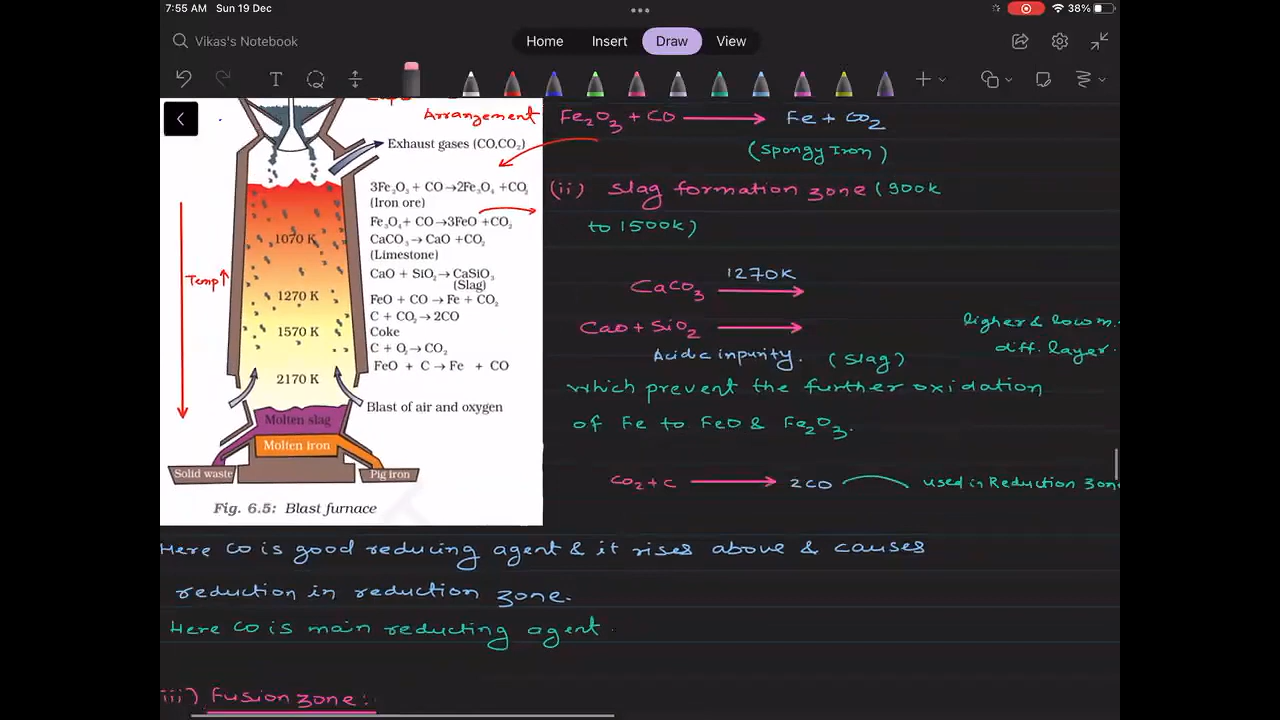 7:55 AM Sun 19 Dec
38%
Vikas's Notebook
Home Insert Draw View
Arrangement
Exhaust gases (CO,CO₂)
3Fe₂O₃ + CO→2Fe₃O₄ +CO₂
(Iron ore)
Fe₃O₄+ CO→3FeO +CO₂
1070 K
CaCO₃→ CaO +CO₂
(Limestone)
Temp↑
CaO + SiO₂→ CaSiO₃
(Slag)
1270 K
FeO + CO→ Fe + CO₂
C + CO₂→ 2CO
1570 K
Coke
C + O₂→ CO₂
FeO + C → Fe + CO
2170 K
Blast of air and oxygen
Molten slag
Molten iron
Solid waste
Pig iron
Fig. 6.5: Blast furnace
Fe₂O₃ + CO ⟶ Fe + CO₂
(Spongy Iron)
(ii) Slag formation zone (900K
to 1500K)
CaCO₃ 1270K ⟶
CaO + SiO₂ ⟶
Acidic inpurity. (Slag)
ligher & low m.
diff. layer.
Which prevent the further oxidation
of Fe to FeO & Fe₂O₃.
CO₂ + C ⟶ 2CO used in Reduction zone
Here CO is good reducing agent & it rises above & causes
reduction in reduction zone.
Here CO is main reducting agent
iii) Fusion zone: